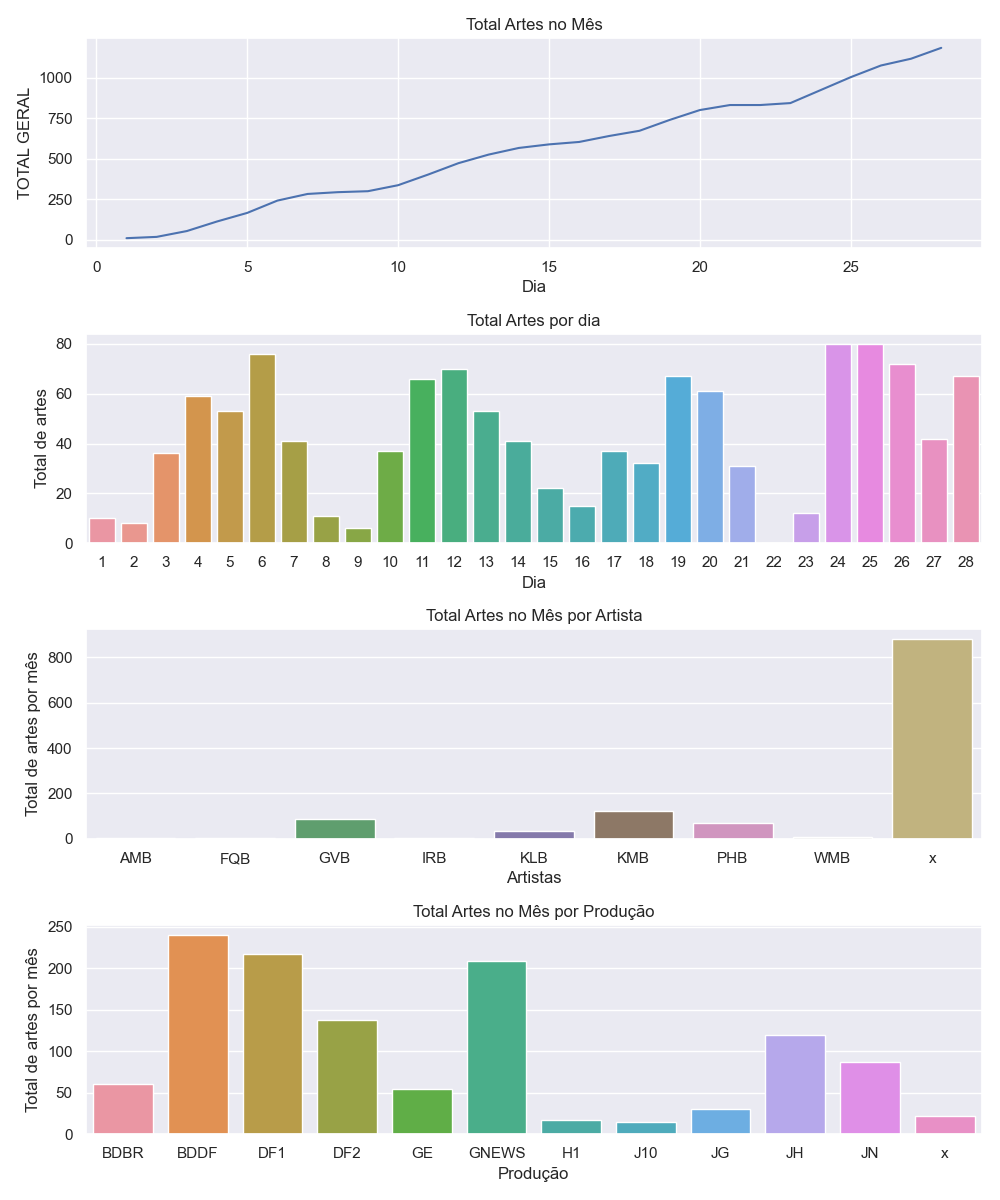 Total Artes no Mês
TOTAL GERAL
1000
750
500
250
0
0 5 10 15 20 25
Dia
Total Artes por dia
Total de artes
80
60
40
20
0
1 2 3 4 5 6 7 8 9 10 11 12 13 14 15 16 17 18 19 20 21 22 23 24 25 26 27 28
Dia
Total Artes no Mês por Artista
Total de artes por mês
800
600
400
200
0
AMB FQB GVB IRB KLB KMB PHB WMB x
Artistas
Total Artes no Mês por Produção
Total de artes por mês
250
200
150
100
50
0
BDBR BDDF DF1 DF2 GE GNEWS H1 J10 JG JH JN x
Produção